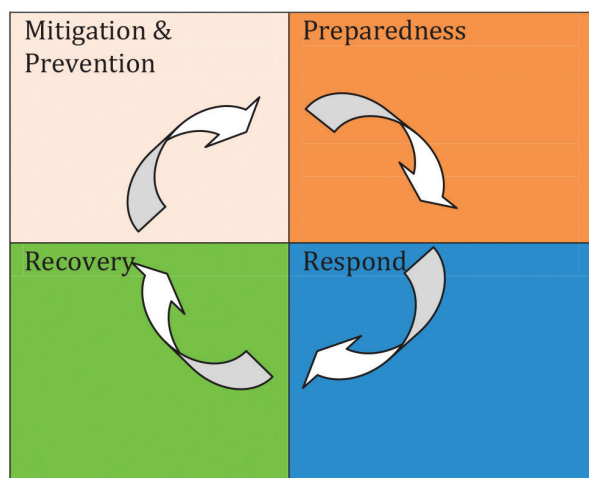 Mitigation &
Prevention
Preparedness
Recovery
Respond